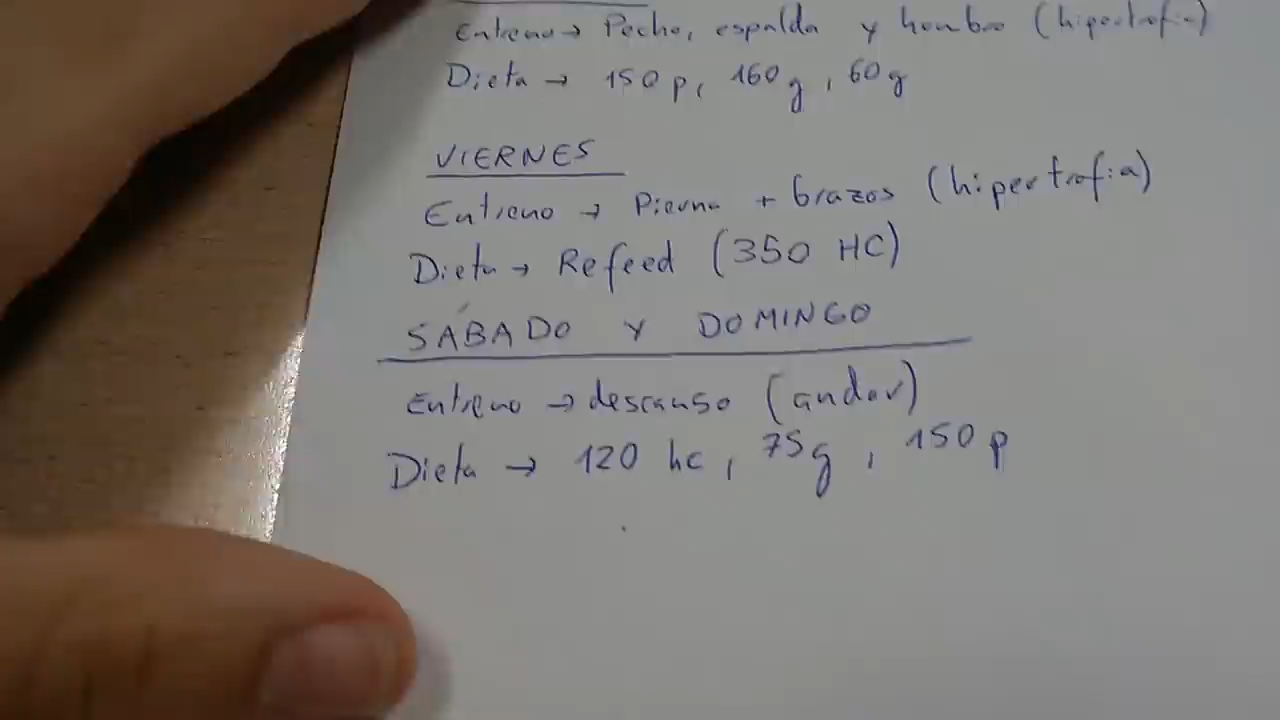 Entreno → Pecho, espalda y hombro (hipertrofia)
Dieta → 150 p, 160 g, 60 g
VIERNES
Entreno → Pierna + brazos (hipertrofia)
Dieta → Refeed (350 HC)
SÁBADO Y DOMINGO
Entreno → descanso (andar)
Dieta → 120 hc, 75g, 150 p